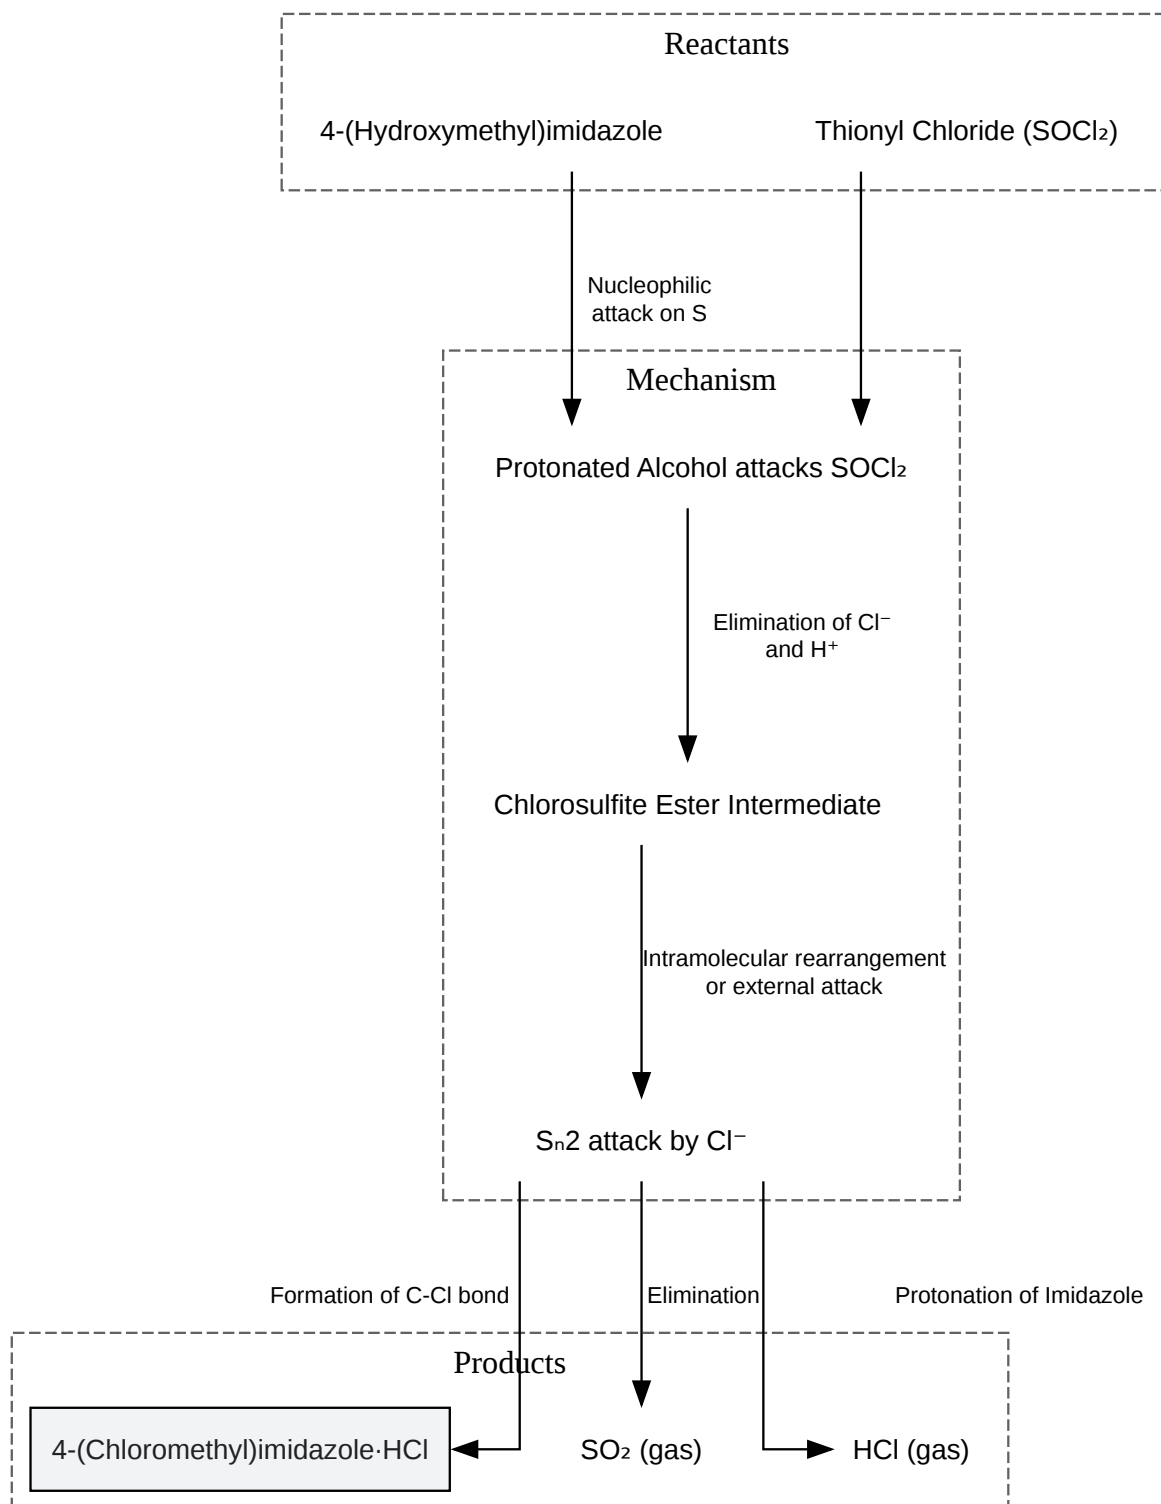 Reactants
4-(Hydroxymethyl)imidazole
Thionyl Chloride (SOCl₂)
Nucleophilic
attack on S
Mechanism
Protonated Alcohol attacks SOCl₂
Elimination of Cl⁻
and H⁺
Chlorosulfite Ester Intermediate
Intramolecular rearrangement
or external attack
Sₙ2 attack by Cl⁻
Formation of C-Cl bond
Elimination
Protonation of Imidazole
Products
4-(Chloromethyl)imidazole·HCl
SO₂ (gas)
HCl (gas)